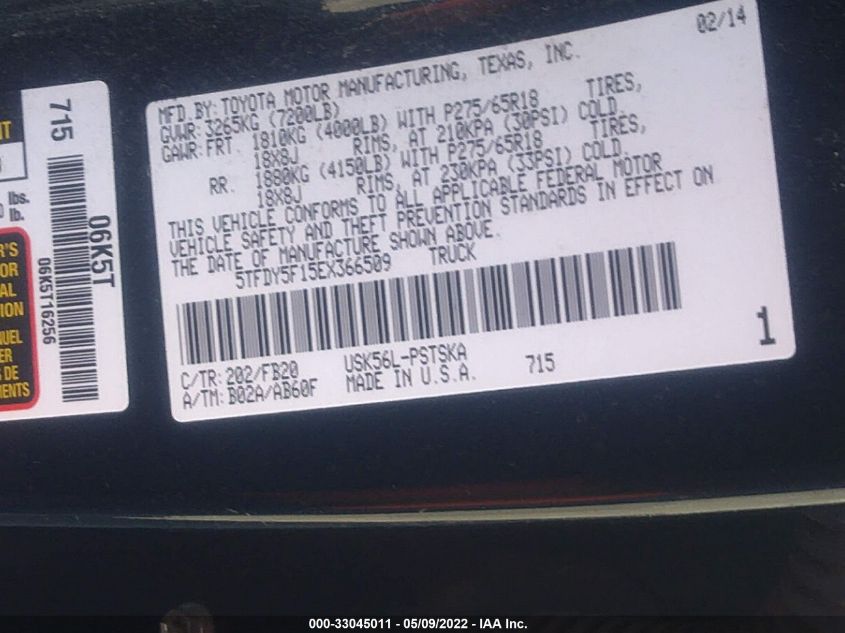 02/14
MFD.BY: TOYOTA MOTOR MANUFACTURING, TEXAS, INC.
GVWR: 3265KG (7200LB)
GAWR: FRT. 1810KG (4000LB) WITH P275/65R18 TIRES,
18X8J RIMS, AT 210KPA (30PSI) COLD.
RR. 1880KG (4150LB) WITH P275/65R18 TIRES,
18X8J RIMS, AT 230KPA (33PSI) COLD.
THIS VEHICLE CONFORMS TO ALL APPLICABLE FEDERAL MOTOR
VEHICLE SAFETY AND THEFT PREVENTION STANDARDS IN EFFECT ON
THE DATE OF MANUFACTURE SHOWN ABOVE.
5TFDY5F15EX366509 TRUCK
C/TR: 202/FB20 USK56L-PSTSKA
A/TM: B02A/AB60F MADE IN U.S.A. 715
1
715
06K5T
06K5T16256
lbs.
lb.
000-33045011 - 05/09/2022 - IAA Inc.